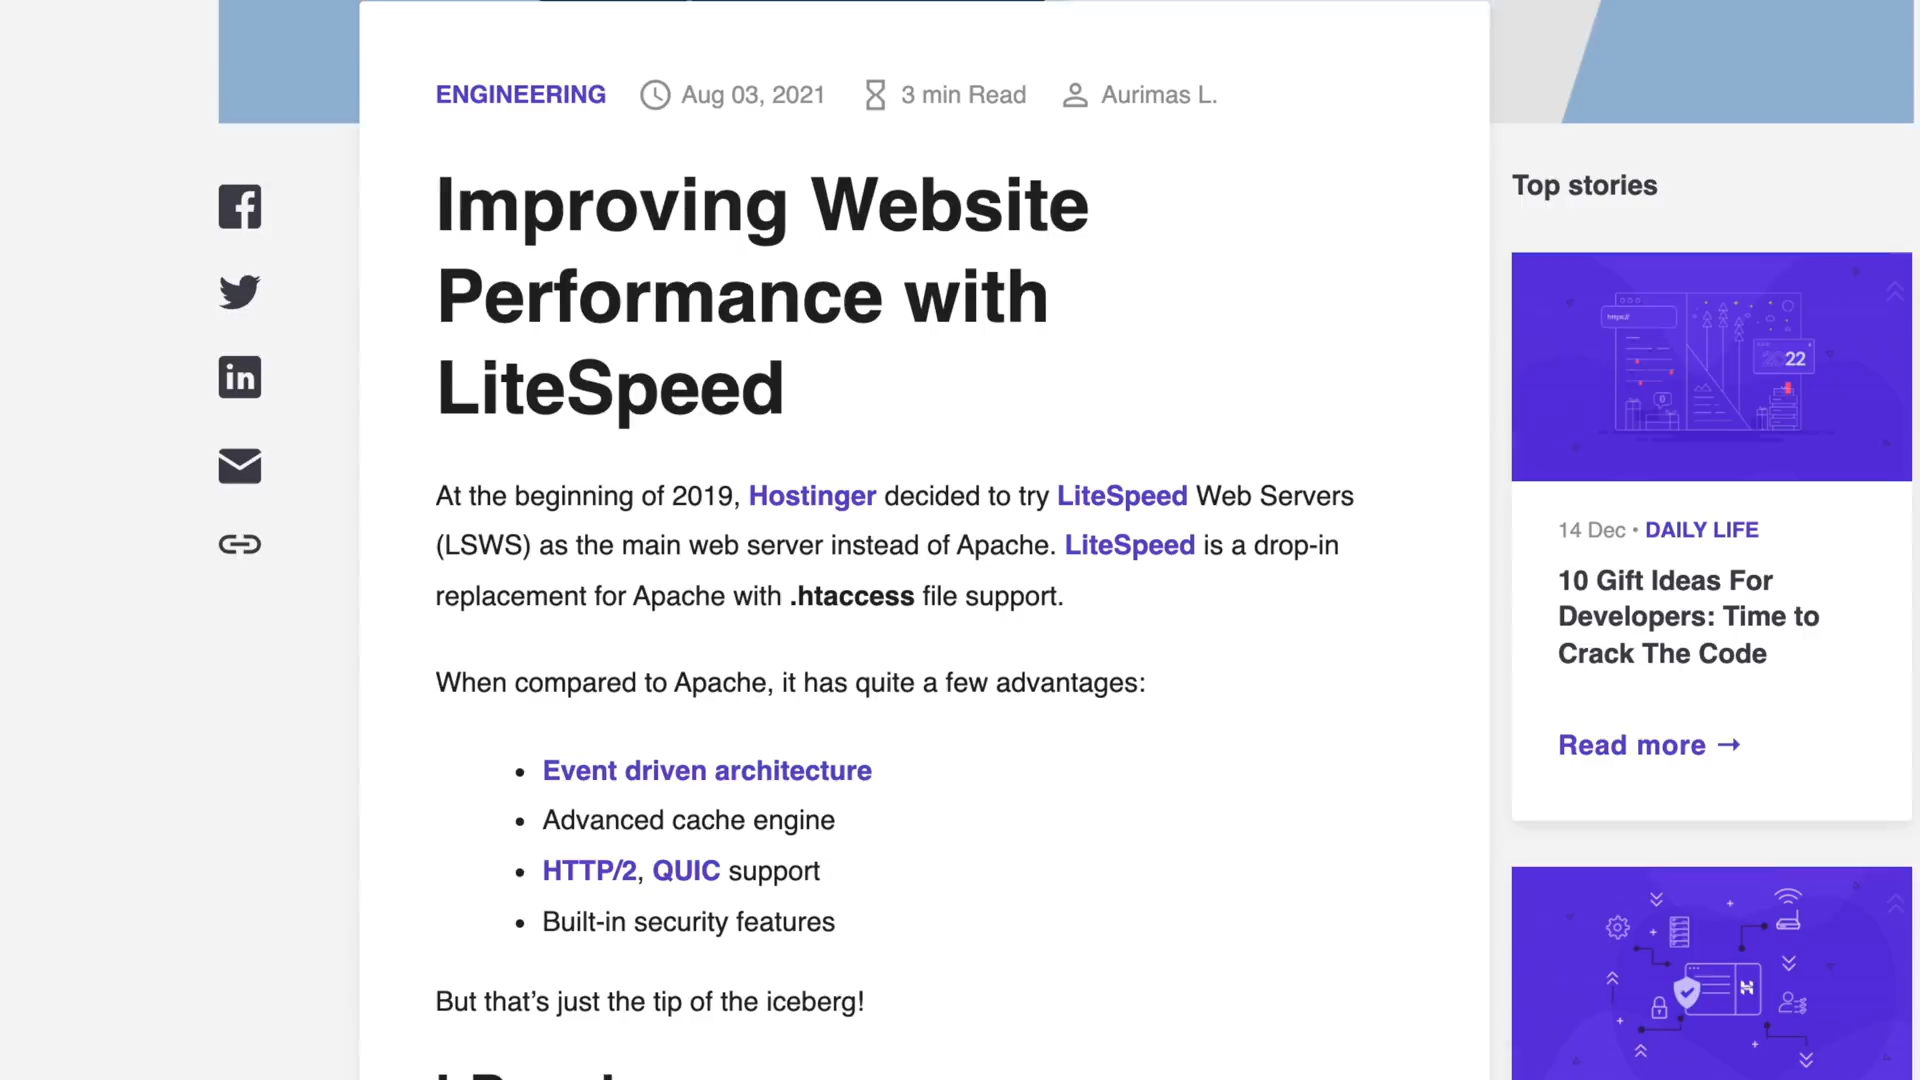 ENGINEERING Aug 03, 2021 3 min Read Aurimas L.
Improving Website
Performance with
LiteSpeed
At the beginning of 2019, Hostinger decided to try LiteSpeed Web Servers
(LSWS) as the main web server instead of Apache. LiteSpeed is a drop-in
replacement for Apache with .htaccess file support.
When compared to Apache, it has quite a few advantages:
• Event driven architecture
• Advanced cache engine
• HTTP/2, QUIC support
• Built-in security features
But that’s just the tip of the iceberg!
Top stories
https://
2022
0
14 Dec • DAILY LIFE
10 Gift Ideas For
Developers: Time to
Crack The Code
Read more →